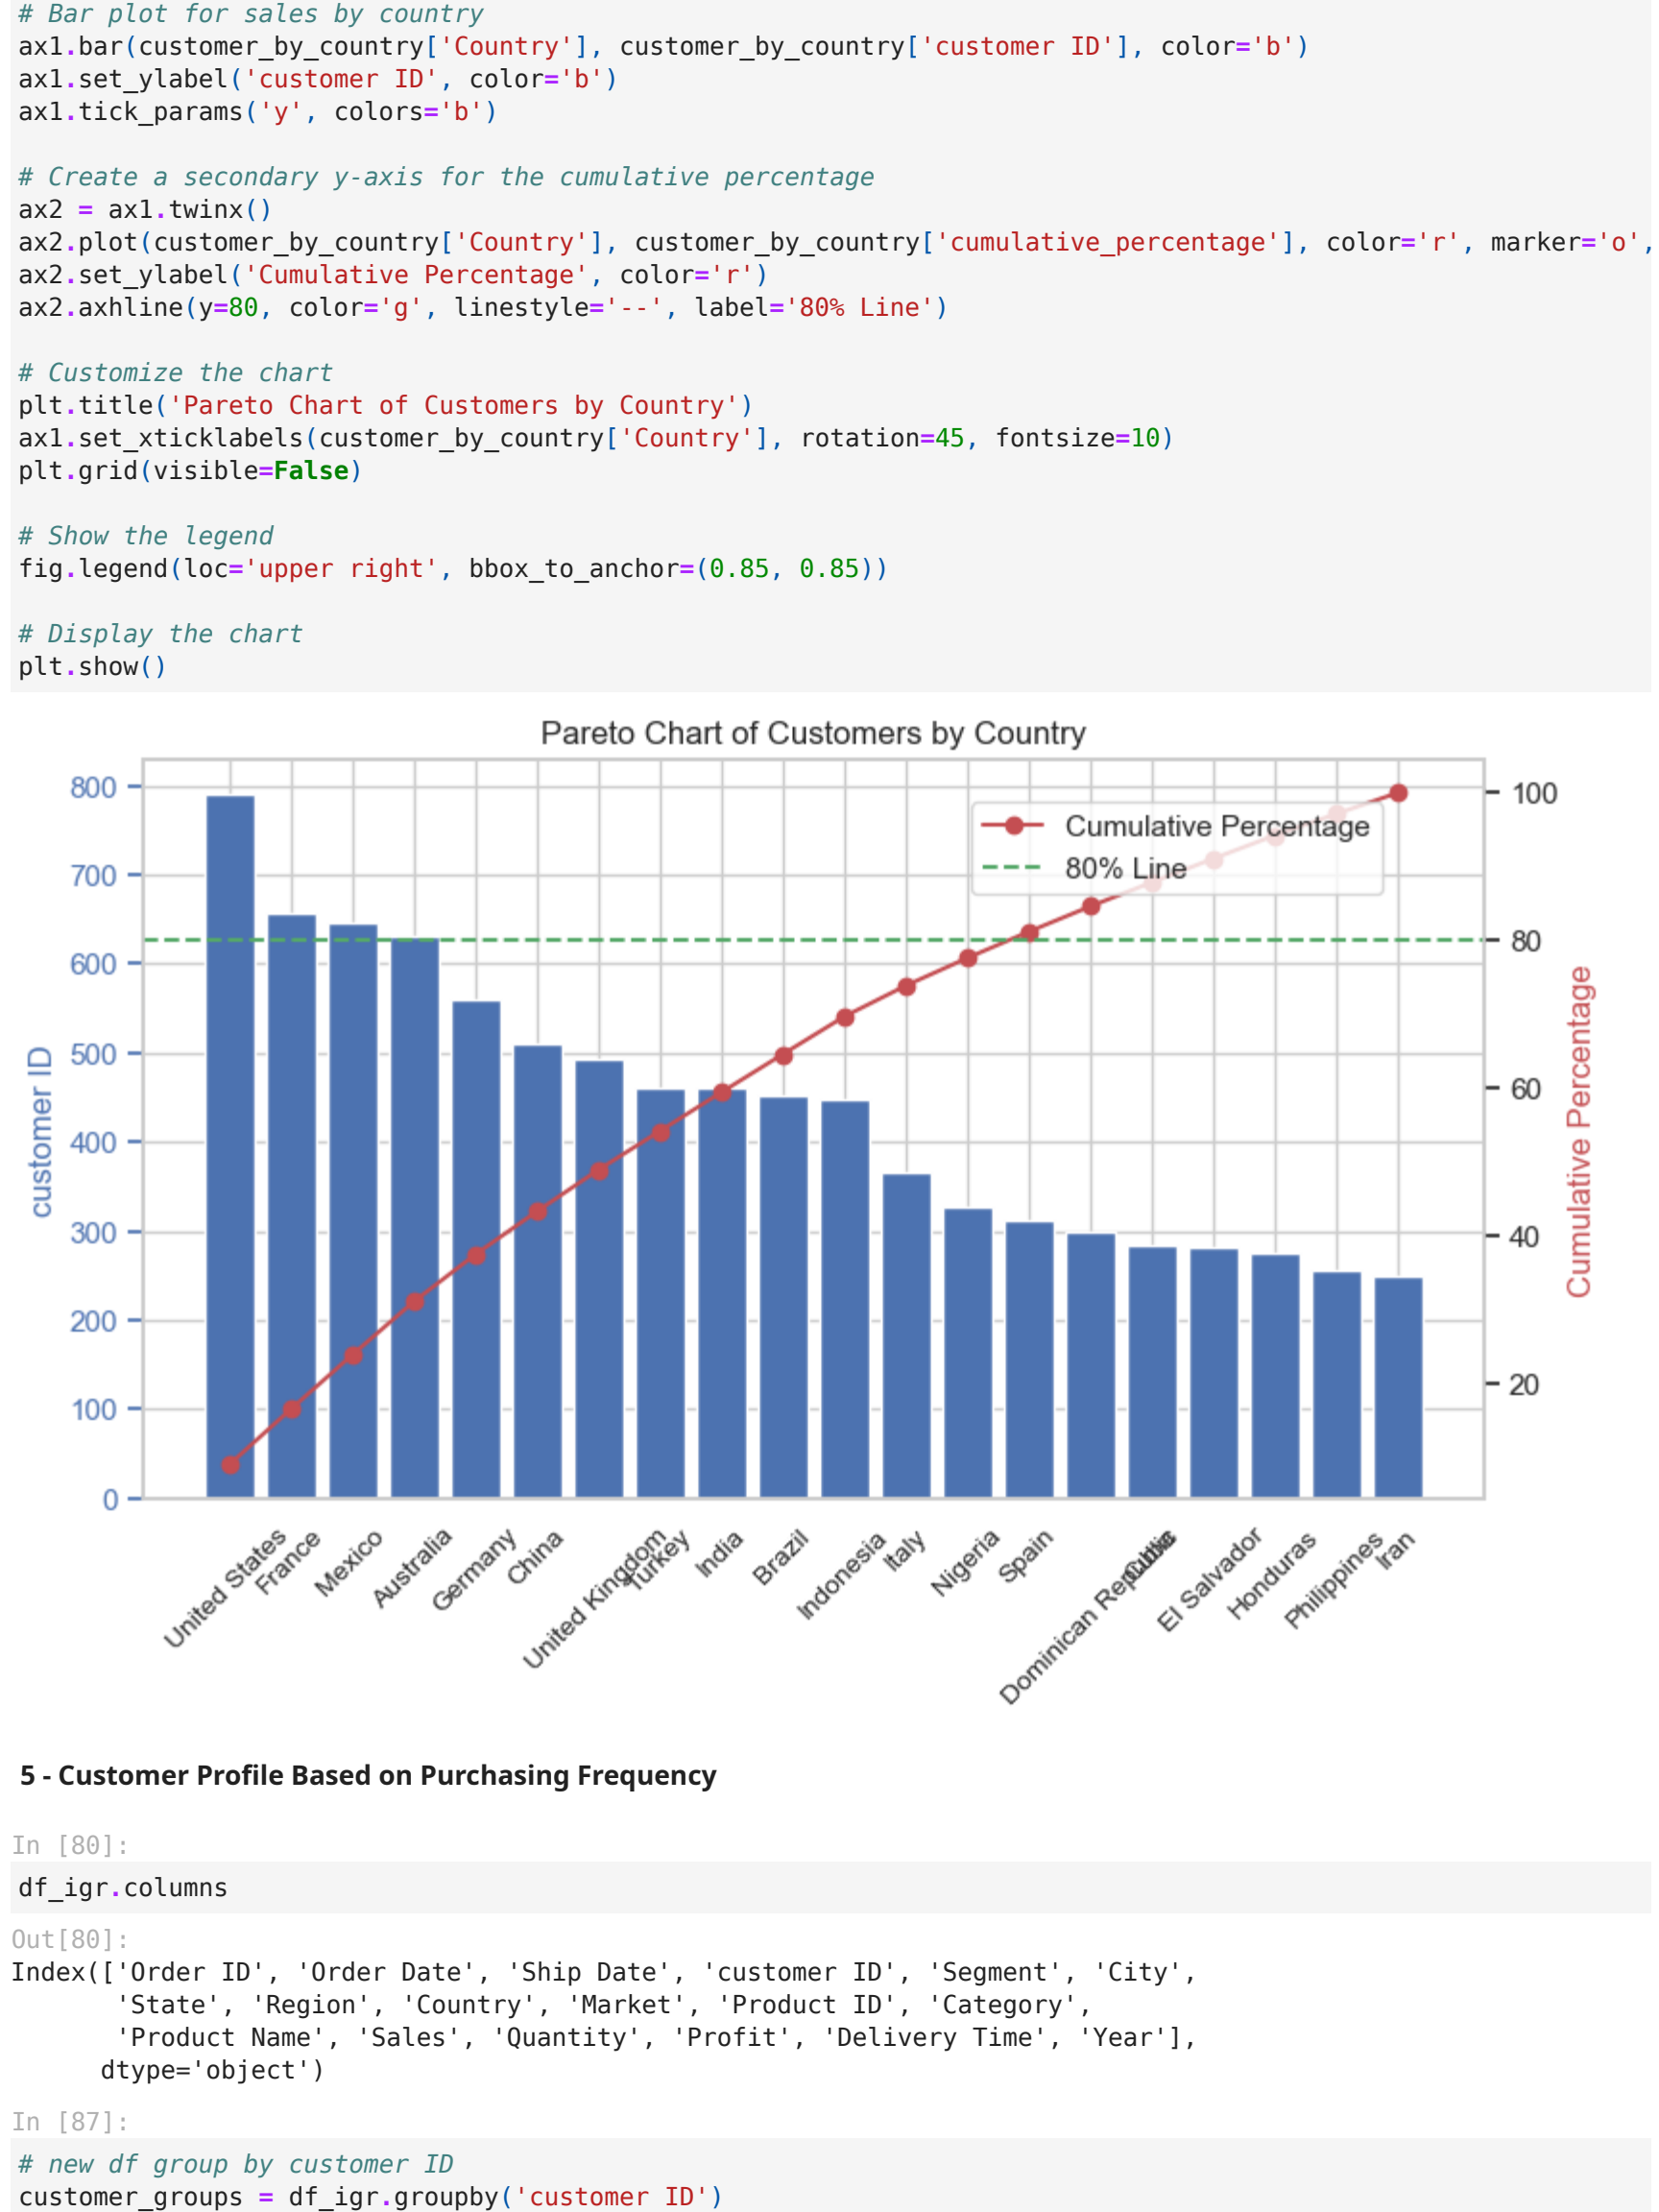 # Bar plot for sales by country
ax1.bar(customer_by_country['Country'], customer_by_country['customer ID'], color='b')
ax1.set_ylabel('customer ID', color='b')
ax1.tick_params('y', colors='b')
# Create a secondary y-axis for the cumulative percentage
ax2 = ax1.twinx()
ax2.plot(customer_by_country['Country'], customer_by_country['cumulative_percentage'], color='r', marker='o',
ax2.set_ylabel('Cumulative Percentage', color='r')
ax2.axhline(y=80, color='g', linestyle='--', label='80% Line')
# Customize the chart
plt.title('Pareto Chart of Customers by Country')
ax1.set_xticklabels(customer_by_country['Country'], rotation=45, fontsize=10)
plt.grid(visible=False)
# Show the legend
fig.legend(loc='upper right', bbox_to_anchor=(0.85, 0.85))
# Display the chart
plt.show()
Pareto Chart of Customers by Country
800
700
600
500
400
300
200
100
0
customer ID
Cumulative Percentage
80% Line
100
80
60
40
20
Cumulative Percentage
United States
France
Mexico
Australia
Germany
China
United Kingdom
Turkey
India
Brazil
Indonesia
Italy
Nigeria
Spain
Dominican Republic
Cuba
El Salvador
Honduras
Philippines
Iran
5 - Customer Profile Based on Purchasing Frequency
In [80]:
df_igr.columns
Out[80]:
Index(['Order ID', 'Order Date', 'Ship Date', 'customer ID', 'Segment', 'City',
'State', 'Region', 'Country', 'Market', 'Product ID', 'Category',
'Product Name', 'Sales', 'Quantity', 'Profit', 'Delivery Time', 'Year'],
dtype='object')
In [87]:
# new df group by customer ID
customer_groups = df_igr.groupby('customer ID')